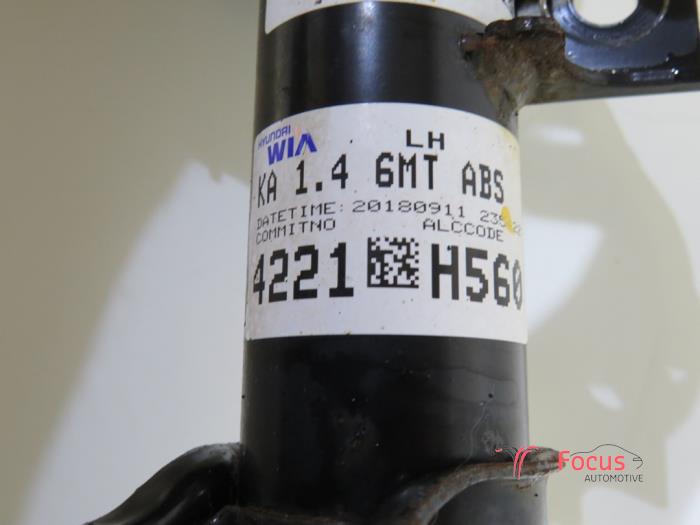 HYUNDAI
WIA
LH
KA 1.4 6MT ABS
DATETIME: 20180911
COMMITNO ALCCODE
4221 H560
Focus
AUTOMOTIVE